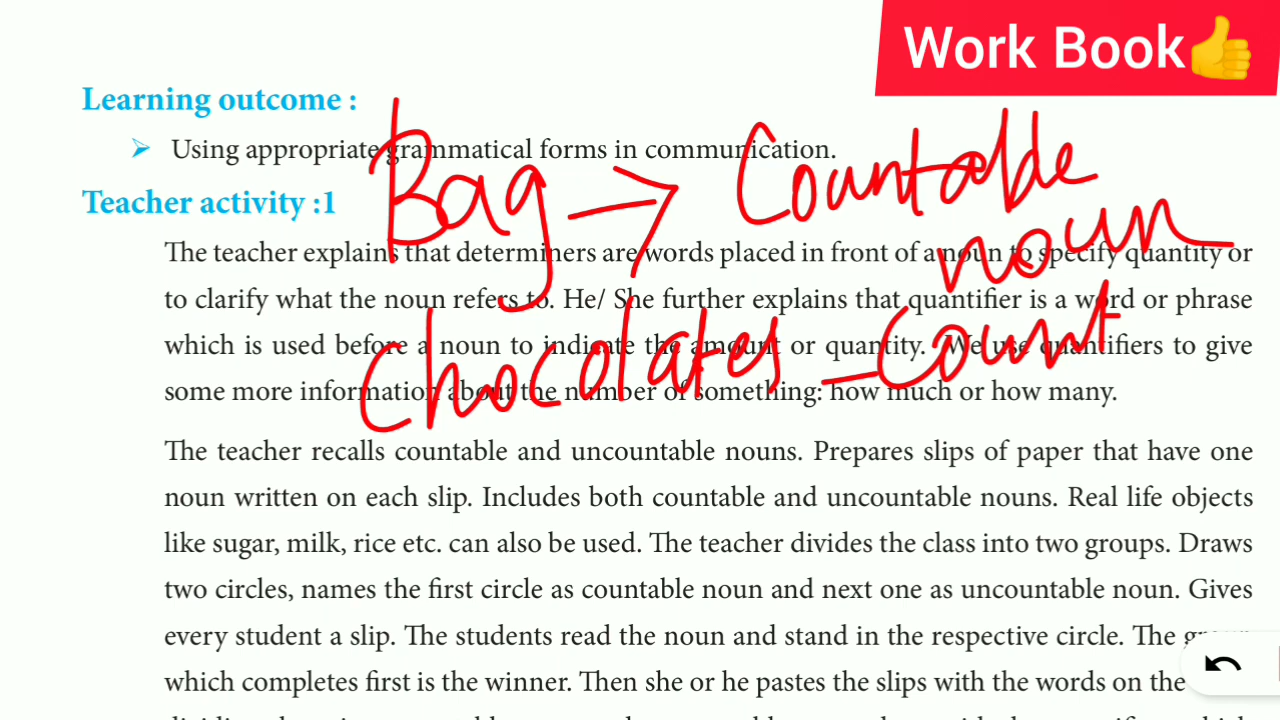 Work Book👍
Learning outcome :
➤ Using appropriate grammatical forms in communication.
Teacher activity :1
Bag → Countable
noun
Chocolates - Count
The teacher explains that determiners are words placed in front of a noun to specify quantity or
to clarify what the noun refers to. He/ She further explains that quantifier is a word or phrase
which is used before a noun to indicate the amount or quantity. We use quantifiers to give
some more information about the number of something: how much or how many.
The teacher recalls countable and uncountable nouns. Prepares slips of paper that have one
noun written on each slip. Includes both countable and uncountable nouns. Real life objects
like sugar, milk, rice etc. can also be used. The teacher divides the class into two groups. Draws
two circles, names the first circle as countable noun and next one as uncountable noun. Gives
every student a slip. The students read the noun and stand in the respective circle. The group
which completes first is the winner. Then she or he pastes the slips with the words on the